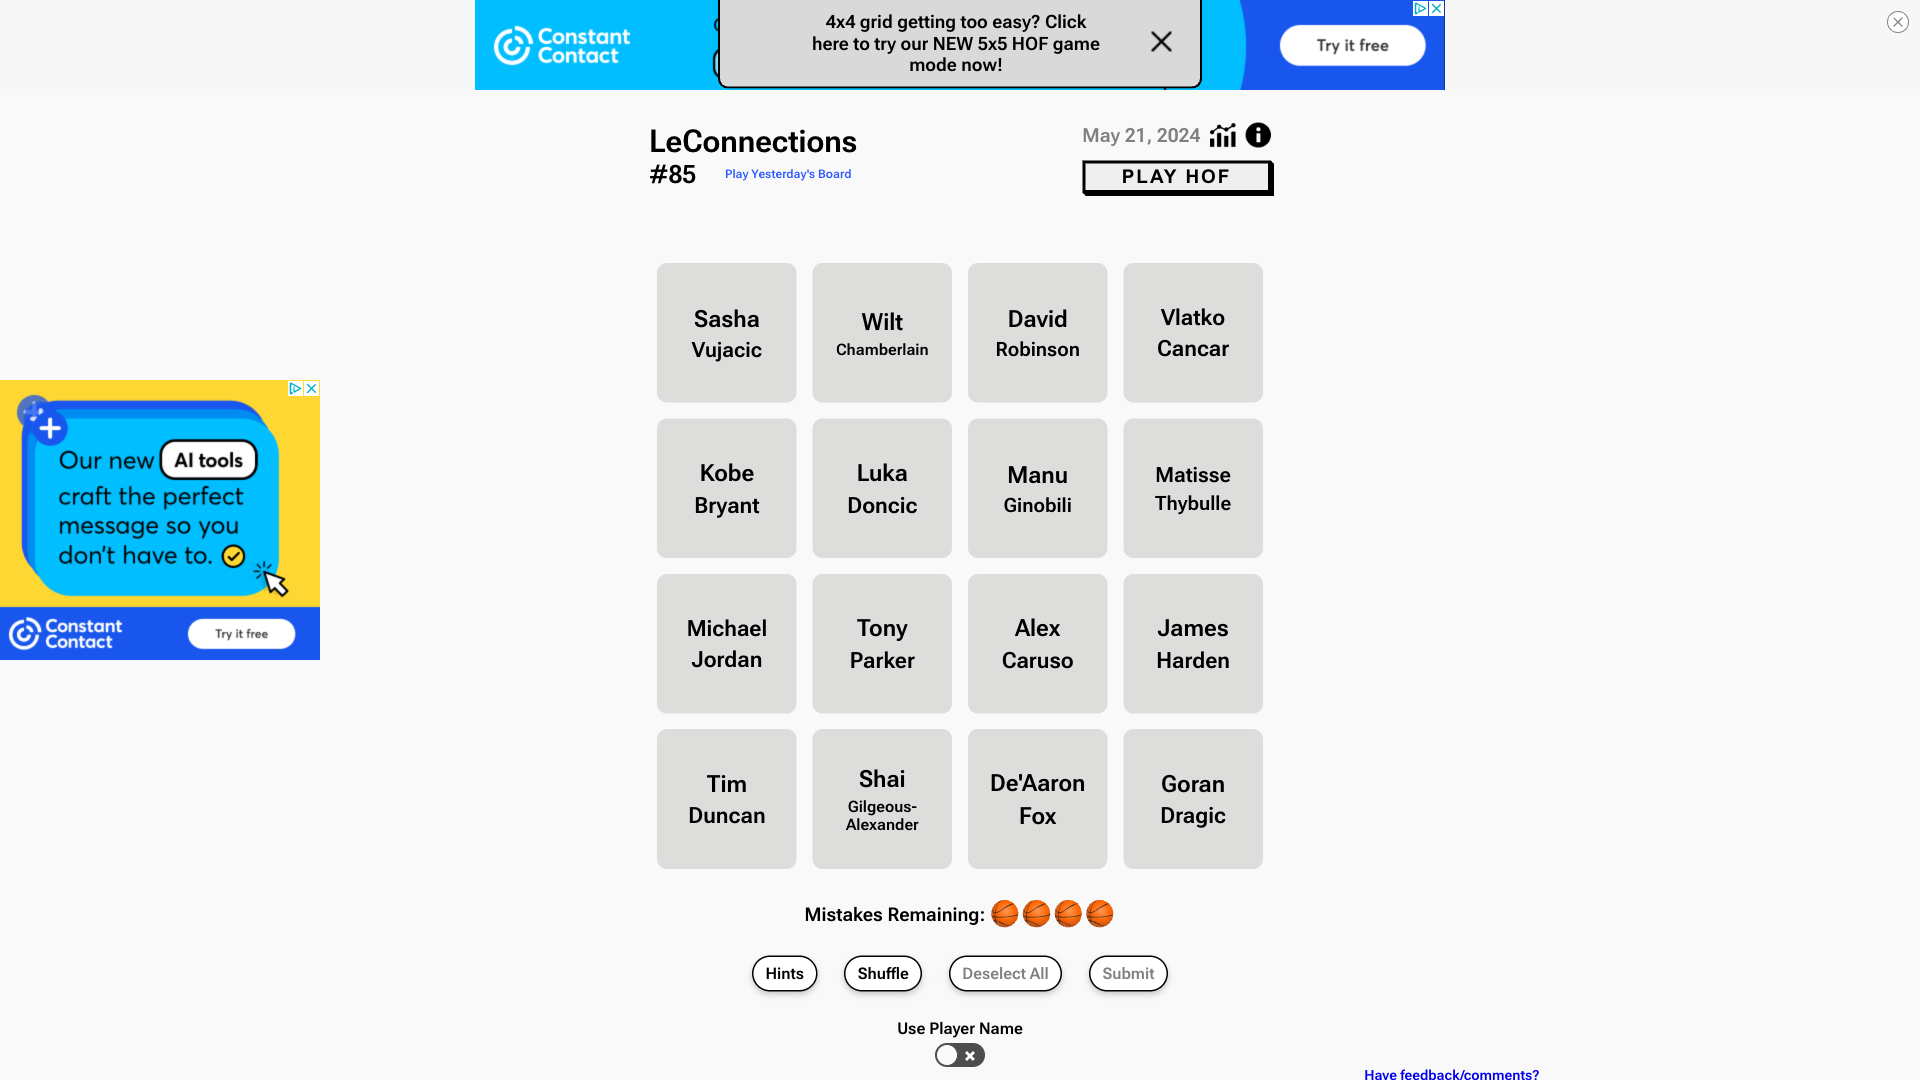 Constant
Contact
4x4 grid getting too easy? Click
here to try our NEW 5x5 HOF game
mode now!
Try it free
LeConnections
#85
Play Yesterday's Board
May 21, 2024
PLAY HOF
Sasha
Vujacic
Wilt
Chamberlain
David
Robinson
Vlatko
Cancar
Kobe
Bryant
Luka
Doncic
Manu
Ginobili
Matisse
Thybulle
Michael
Jordan
Tony
Parker
Alex
Caruso
James
Harden
Tim
Duncan
Shai
Gilgeous-
Alexander
De'Aaron
Fox
Goran
Dragic
Our new AI tools
craft the perfect
message so you
don't have to.
Constant
Contact
Try it free
Mistakes Remaining:
Hints
Shuffle
Deselect All
Submit
Use Player Name
Have feedback/comments?